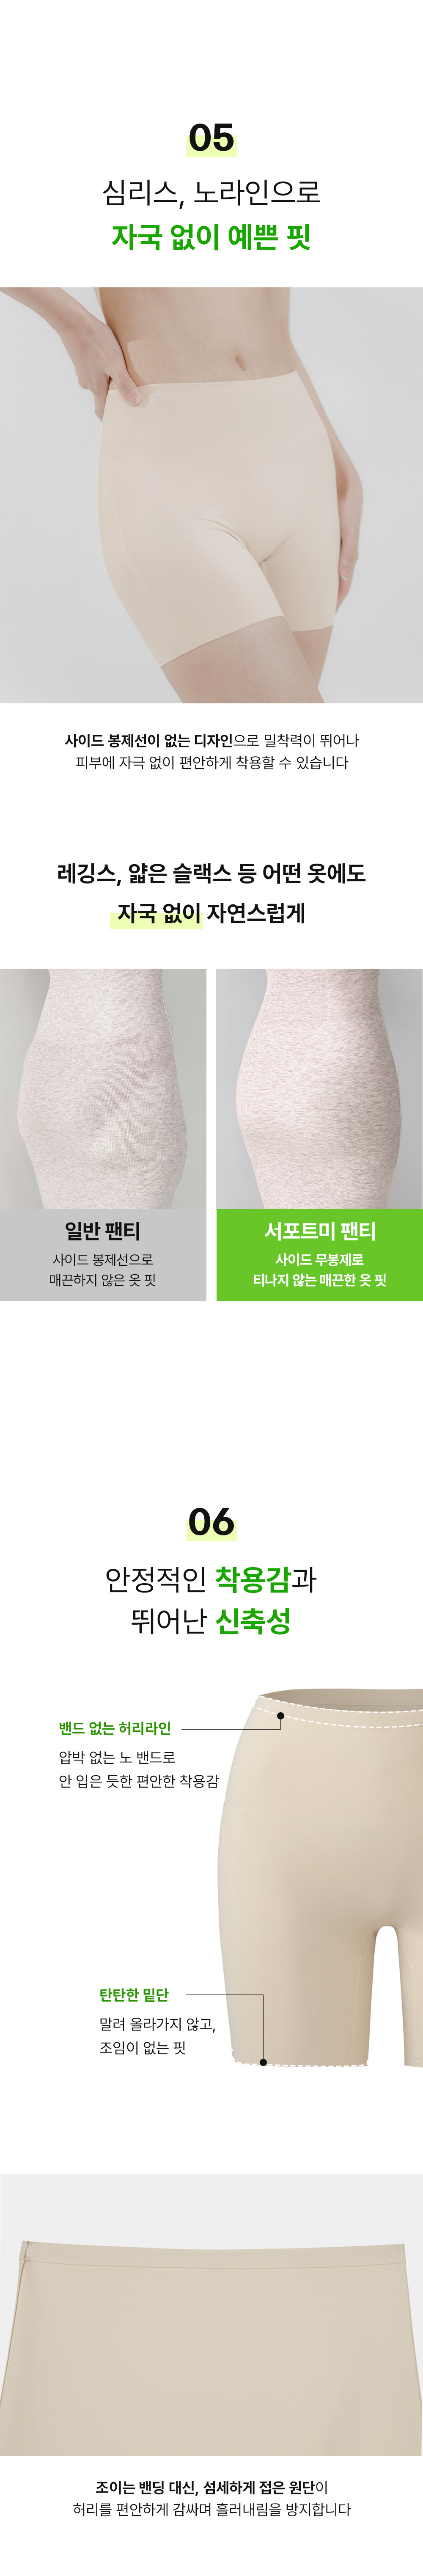 05
심리스, 노라인으로
자국 없이 예쁜 핏
사이드 봉제선이 없는 디자인으로 밀착력이 뛰어나
피부에 자극 없이 편안하게 착용할 수 있습니다
레깅스, 얇은 슬랙스 등 어떤 옷에도
자국 없이 자연스럽게
일반 팬티
사이드 봉제선으로
매끈하지 않은 옷 핏
서포트미 팬티
사이드 무봉제로
티나지 않는 매끈한 옷 핏
06
안정적인 착용감과
뛰어난 신축성
밴드 없는 허리라인
압박 없는 노 밴드로
안 입은 듯한 편안한 착용감
탄탄한 밑단
말려 올라가지 않고,
조임이 없는 핏
조이는 밴딩 대신, 섬세하게 접은 원단이
허리를 편안하게 감싸며 흘러내림을 방지합니다